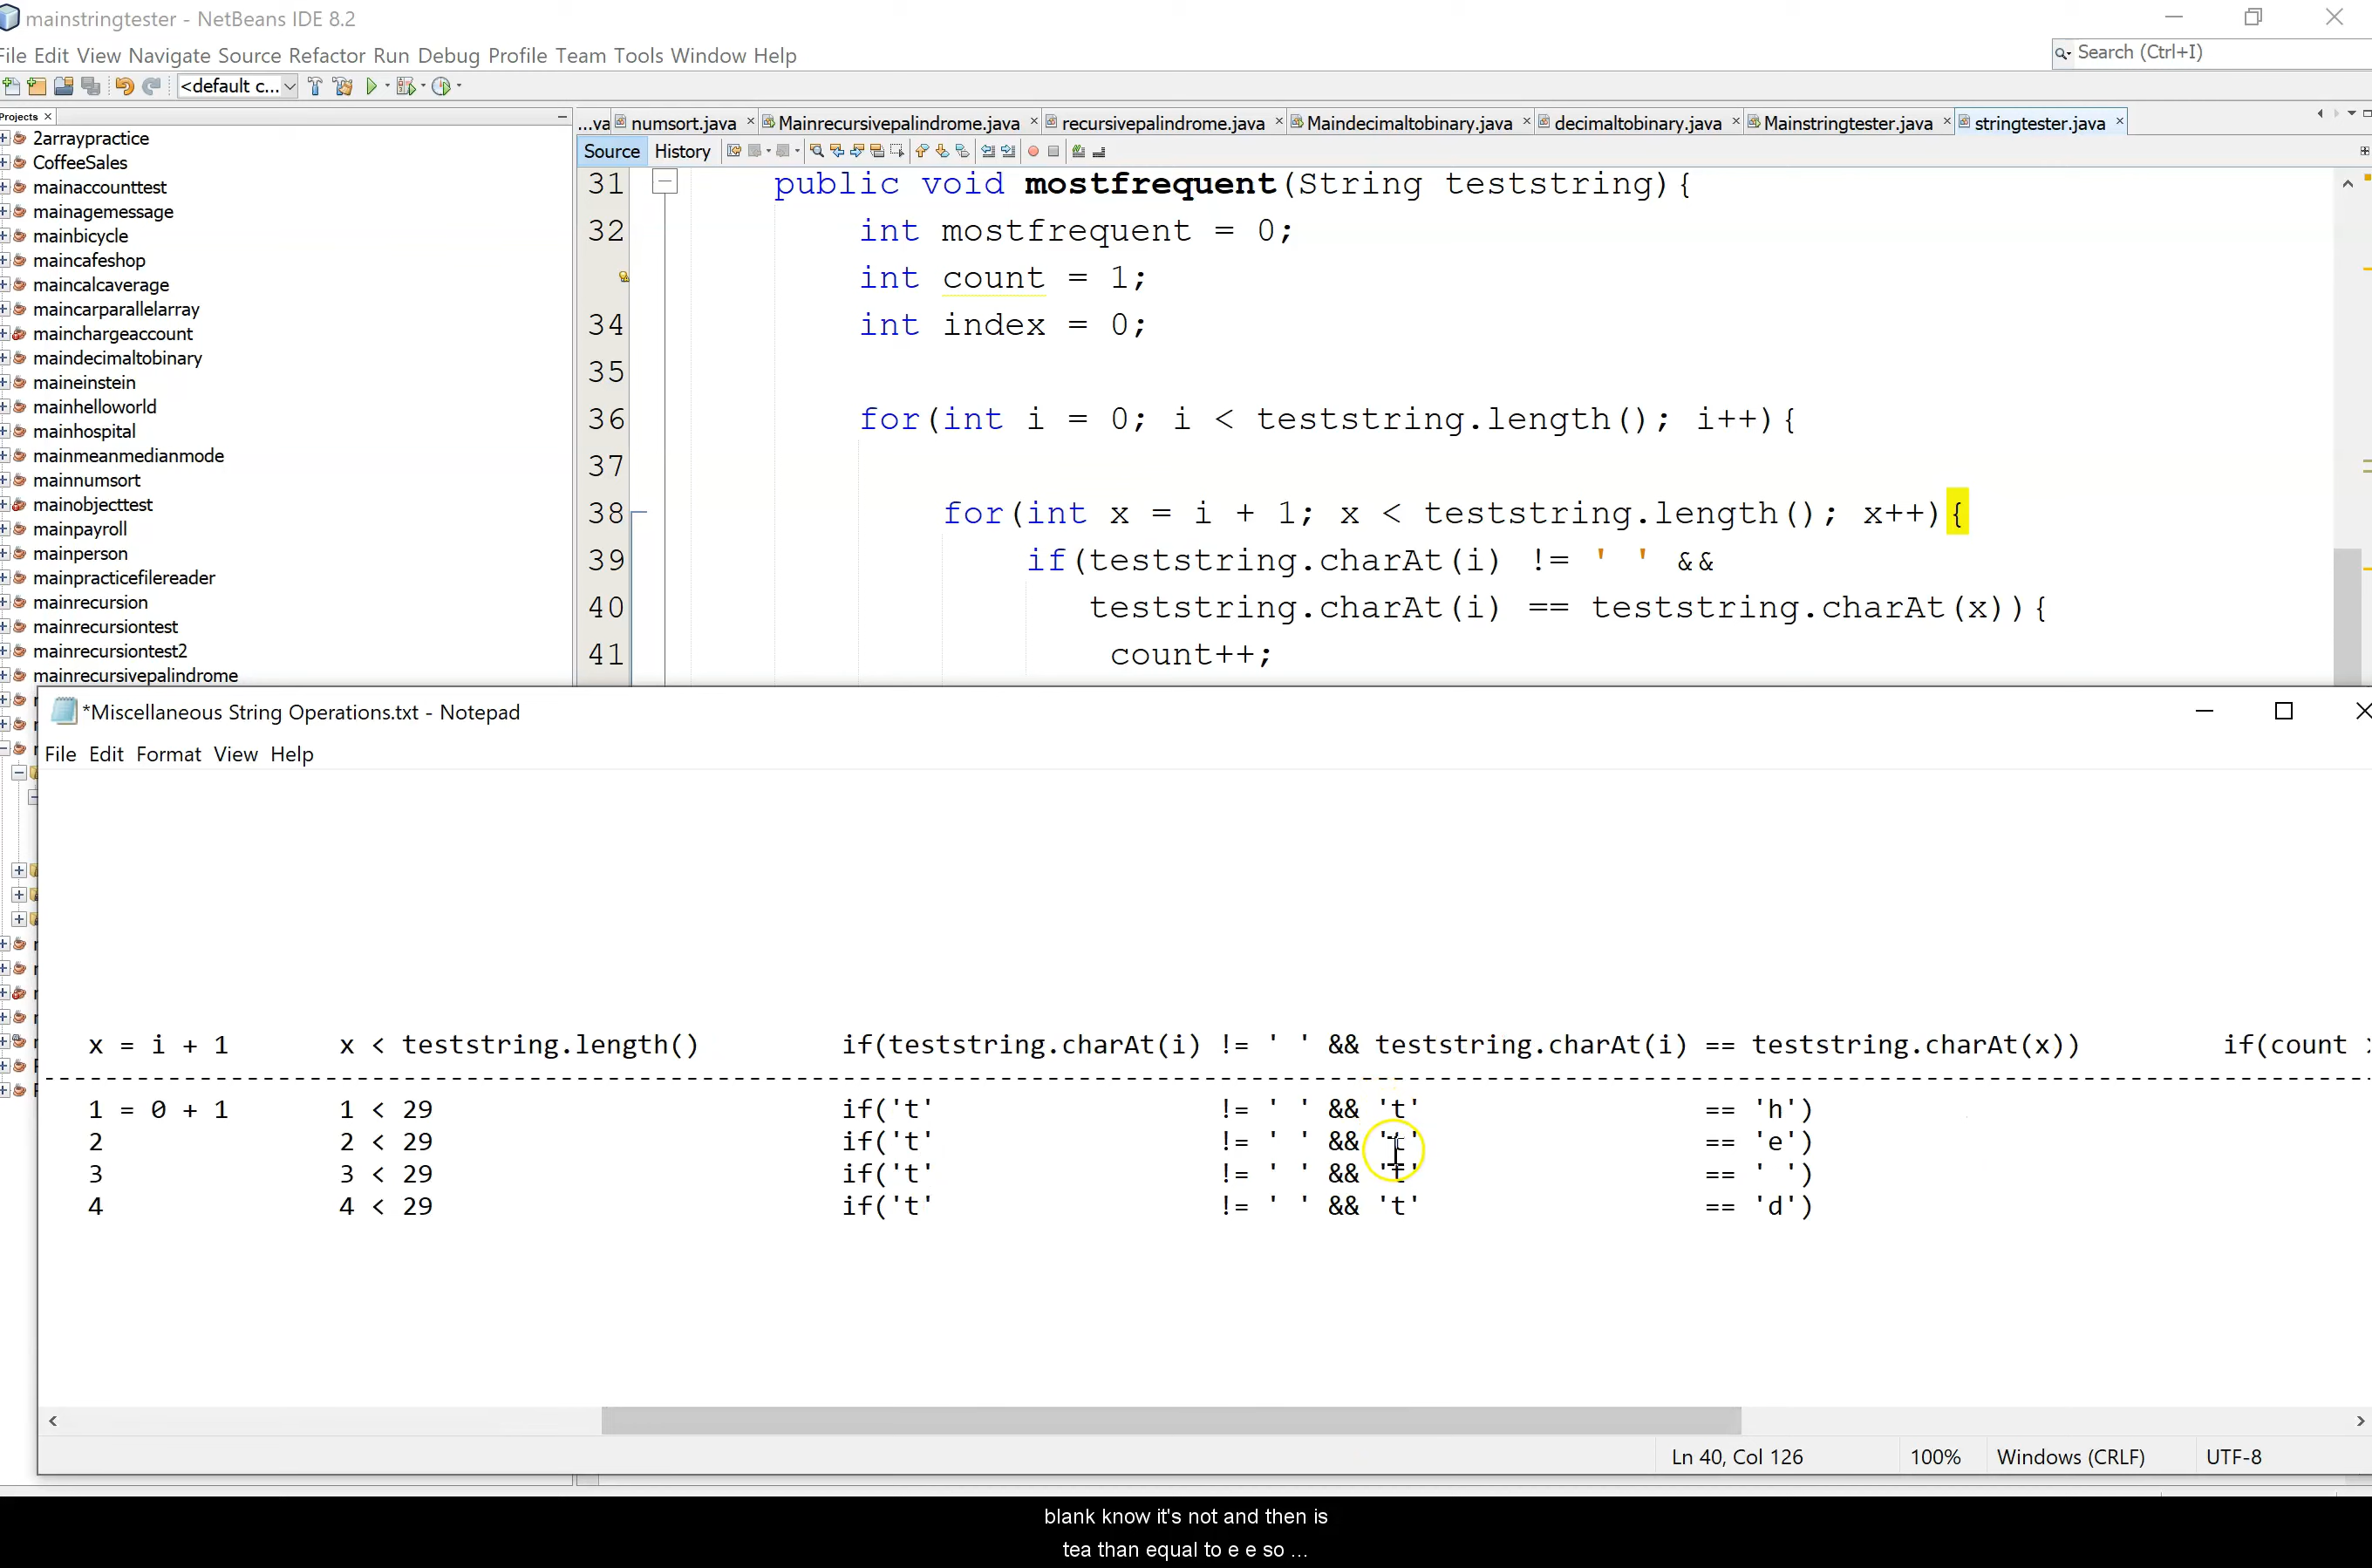 mainstringtester - NetBeans IDE 8.2
File Edit View Navigate Source Refactor Run Debug Profile Team Tools Window Help
Search (Ctrl+I)
<default c...
Projects
2arraypractice
CoffeeSales
mainaccounttest
mainagemessage
mainbicycle
maincafeshop
maincalcaverage
maincarparallelarray
mainchargeaccount
maindecimaltobinary
maineinstein
mainhelloworld
mainhospital
mainmeanmedianmode
mainnumsort
mainobjecttest
mainpayroll
mainperson
mainpracticefilereader
mainrecursion
mainrecursiontest
mainrecursiontest2
mainrecursivepalindrome
...va numsort.java Mainrecursivepalindrome.java recursivepalindrome.java Maindecimaltobinary.java decimaltobinary.java Mainstringtester.java stringtester.java
Source History
31 public void mostfrequent(String teststring){
32 int mostfrequent = 0;
int count = 1;
34 int index = 0;
35
36 for(int i = 0; i < teststring.length(); i++){
37
38 for(int x = i + 1; x < teststring.length(); x++){
39 if(teststring.charAt(i) != ' ' &&
40 teststring.charAt(i) == teststring.charAt(x)){
41 count++;
*Miscellaneous String Operations.txt - Notepad
File Edit Format View Help
x = i + 1 x < teststring.length() if(teststring.charAt(i) != ' ' && teststring.charAt(i) == teststring.charAt(x)) if(count
1 = 0 + 1 1 < 29 if('t' != ' ' && 't' == 'h')
2 2 < 29 if('t' != ' ' && 't' == 'e')
3 3 < 29 if('t' != ' ' && 't' == ' ')
4 4 < 29 if('t' != ' ' && 't' == 'd')
Ln 40, Col 126 100% Windows (CRLF) UTF-8
blank know it's not and then is
tea than equal to e e so ...